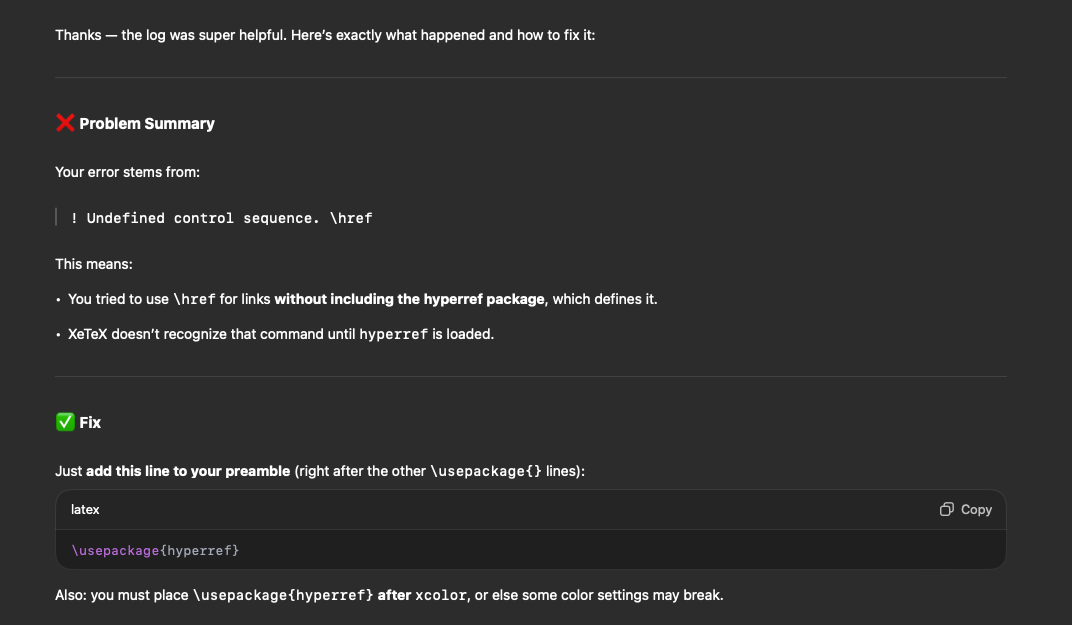 Thanks — the log was super helpful. Here’s exactly what happened and how to fix it:
❌ Problem Summary
Your error stems from:
! Undefined control sequence. \href
This means:
• You tried to use \href for links without including the hyperref package, which defines it.
• XeTeX doesn’t recognize that command until hyperref is loaded.
✅ Fix
Just add this line to your preamble (right after the other \usepackage{} lines):
latex
Copy
\usepackage{hyperref}
Also: you must place \usepackage{hyperref} after xcolor, or else some color settings may break.